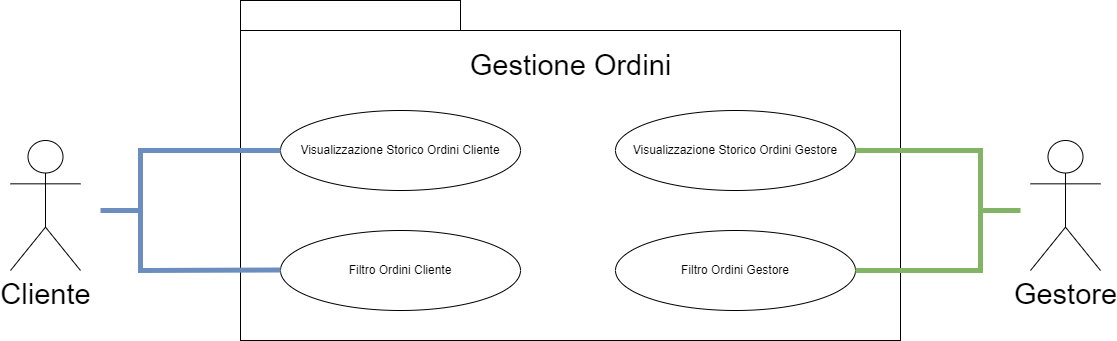 Gestione Ordini
Visualizzazione Storico Ordini Cliente
Visualizzazione Storico Ordini Gestore
Filtro Ordini Cliente
Filtro Ordini Gestore
Cliente
Gestore